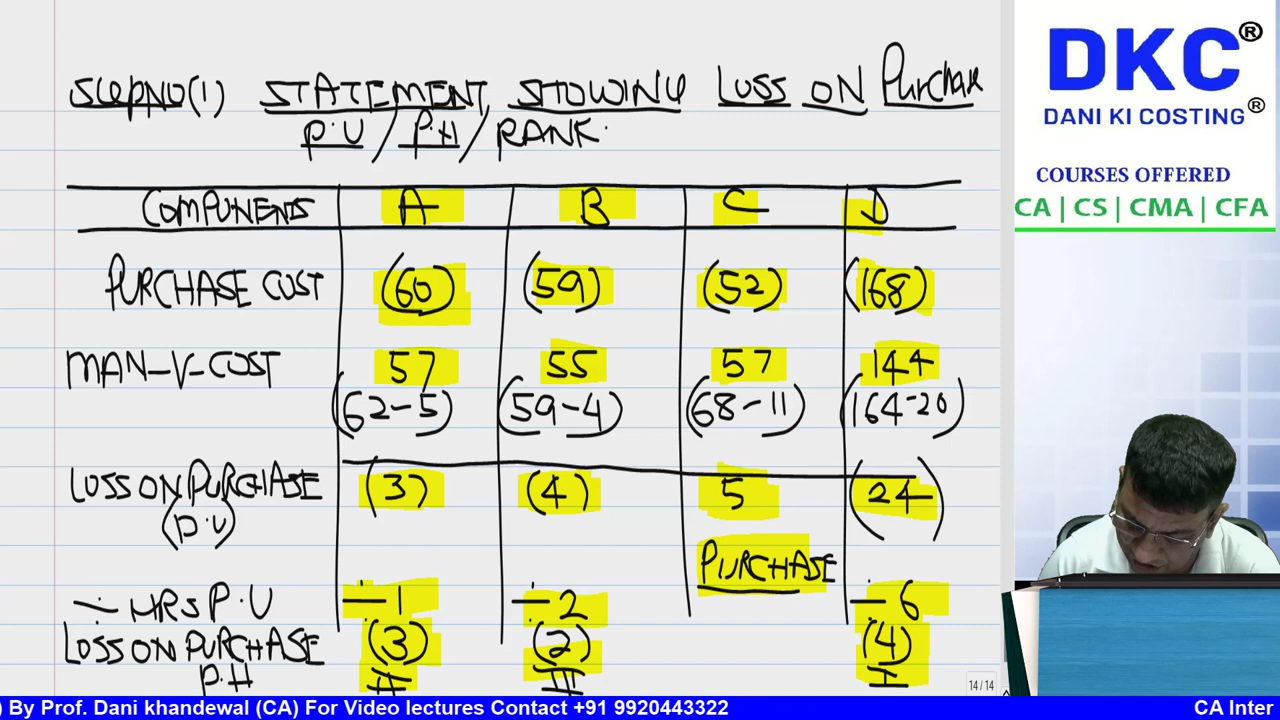 STEPNO(1) STATEMENT SHOWING LOSS ON Purchase
P.U / P.H / RANK.
COMPONENTS A B C D
PURCHASE COST (60) (59) (52) (168)
MAN-V-COST 57 55 57 144
(62-5) (59-4) (68-11) (164-20)
LOSS ON PURCHASE (3) (4) 5 (24)
(P.U)
PURCHASE
÷ HRS P.U ÷1 ÷2 ÷6
LOSS ON PURCHASE (3) (2) (4)
P.H II III I
14/14
DKC®
DANI KI COSTING®
COURSES OFFERED
CA | CS | CMA | CFA
) By Prof. Dani khandewal (CA) For Video lectures Contact +91 9920443322 CA Inter